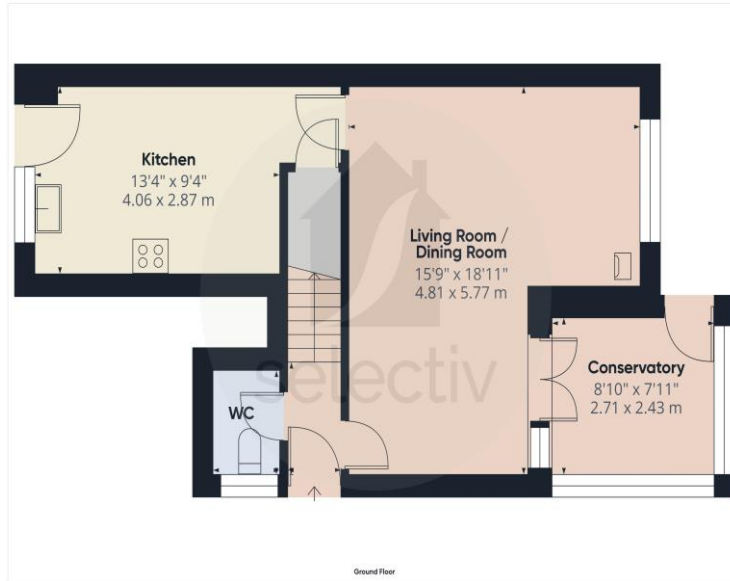 Kitchen
13'4" x 9'4"
4.06 x 2.87 m
Living Room /
Dining Room
15'9" x 18'11"
4.81 x 5.77 m
Conservatory
8'10" x 7'11"
2.71 x 2.43 m
selectiv
WC
Ground Floor